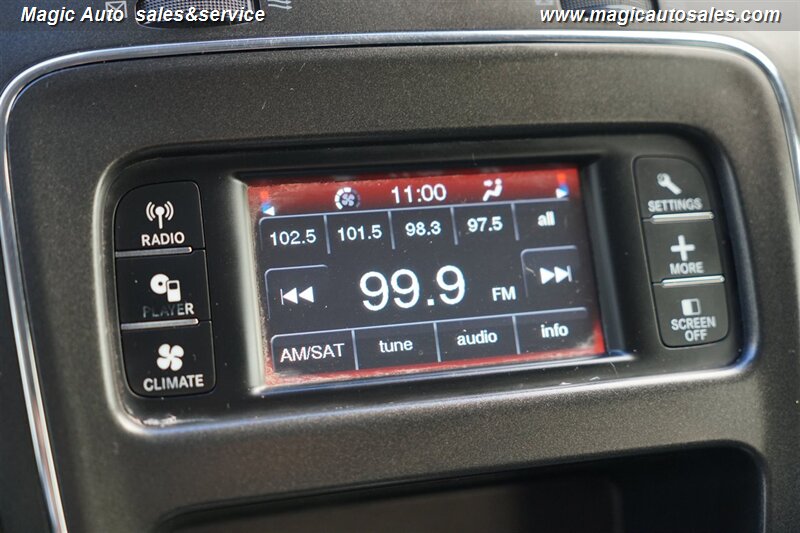 Magic Auto sales&service
www.magicautosales.com
11:00
102.5 101.5 98.3 97.5 all
99.9 FM
AM/SAT tune audio info
RADIO
PLAYER
CLIMATE
SETTINGS
MORE
SCREEN
OFF